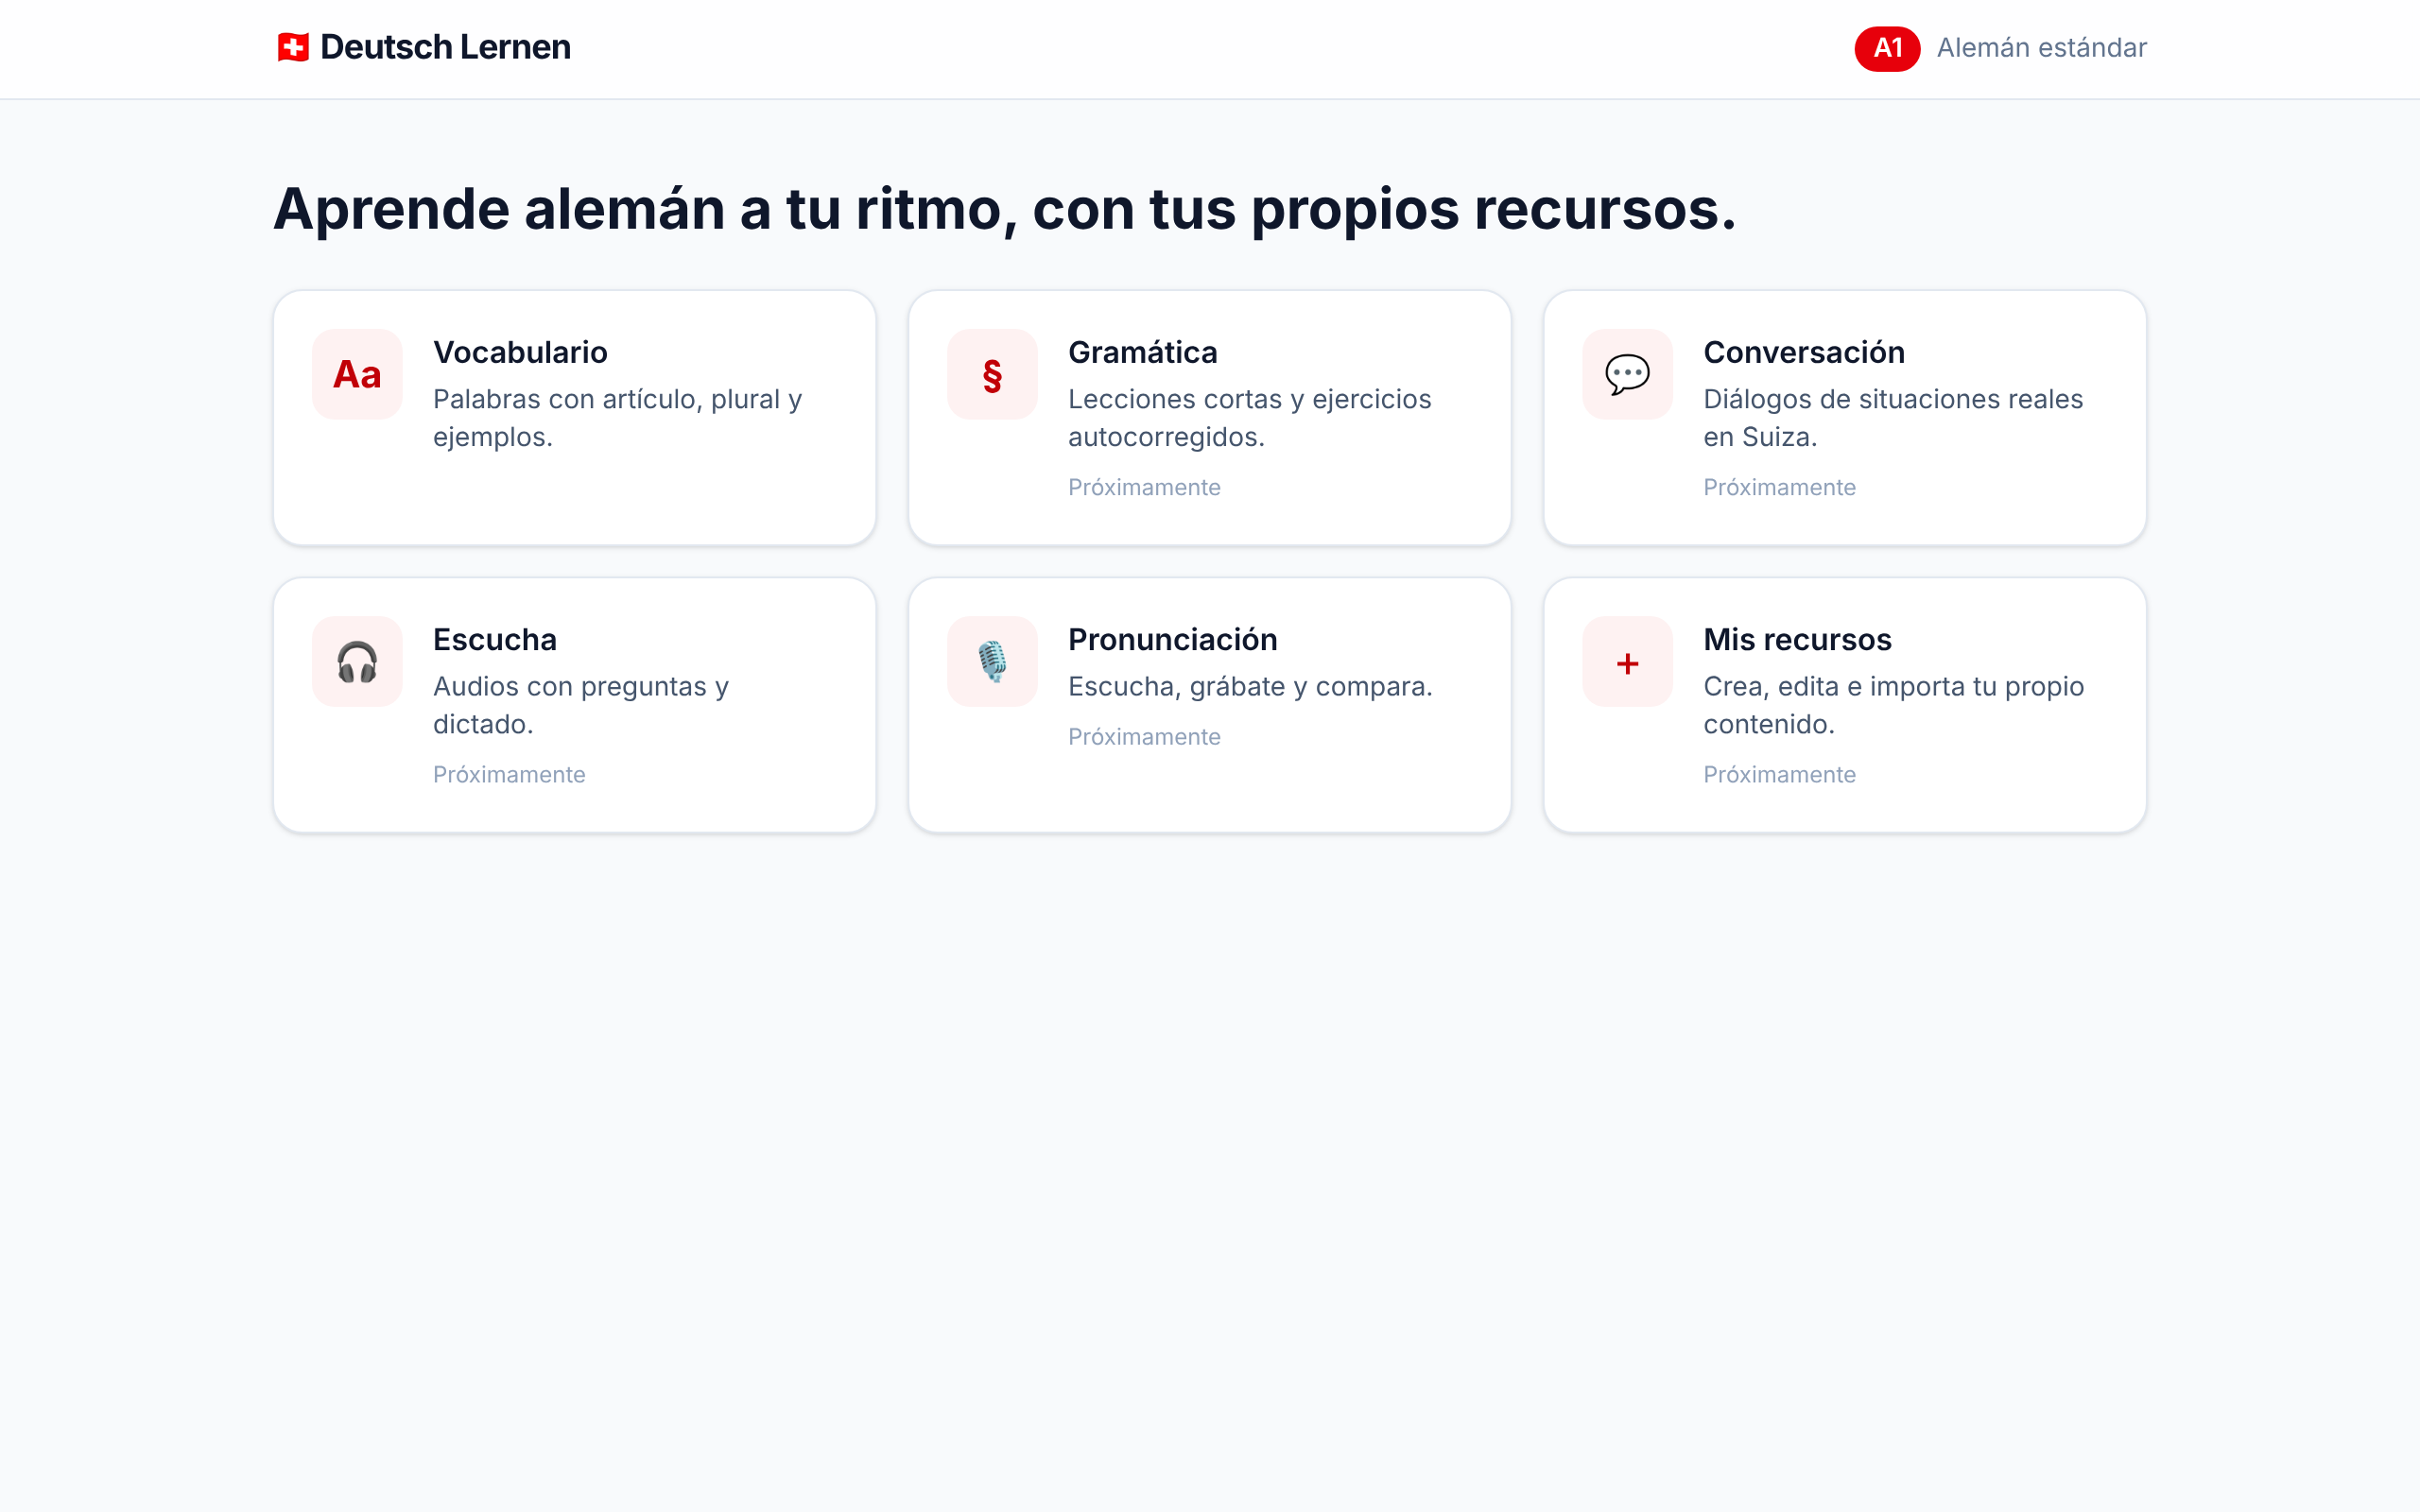 Deutsch Lernen
A1 Alemán estándar
Aprende alemán a tu ritmo, con tus propios recursos.
Aa
Vocabulario
Palabras con artículo, plural y
ejemplos.
§
Gramática
Lecciones cortas y ejercicios
autocorregidos.
Próximamente
Conversación
Diálogos de situaciones reales
en Suiza.
Próximamente
Escucha
Audios con preguntas y
dictado.
Próximamente
Pronunciación
Escucha, grábate y compara.
Próximamente
+
Mis recursos
Crea, edita e importa tu propio
contenido.
Próximamente